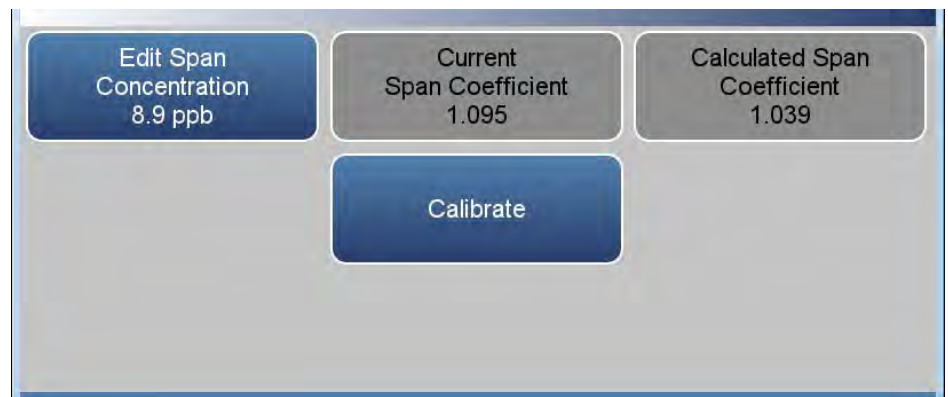 Edit Span
Concentration
8.9 ppb
Current
Span Coefficient
1.095
Calculated Span
Coefficient
1.039
Calibrate